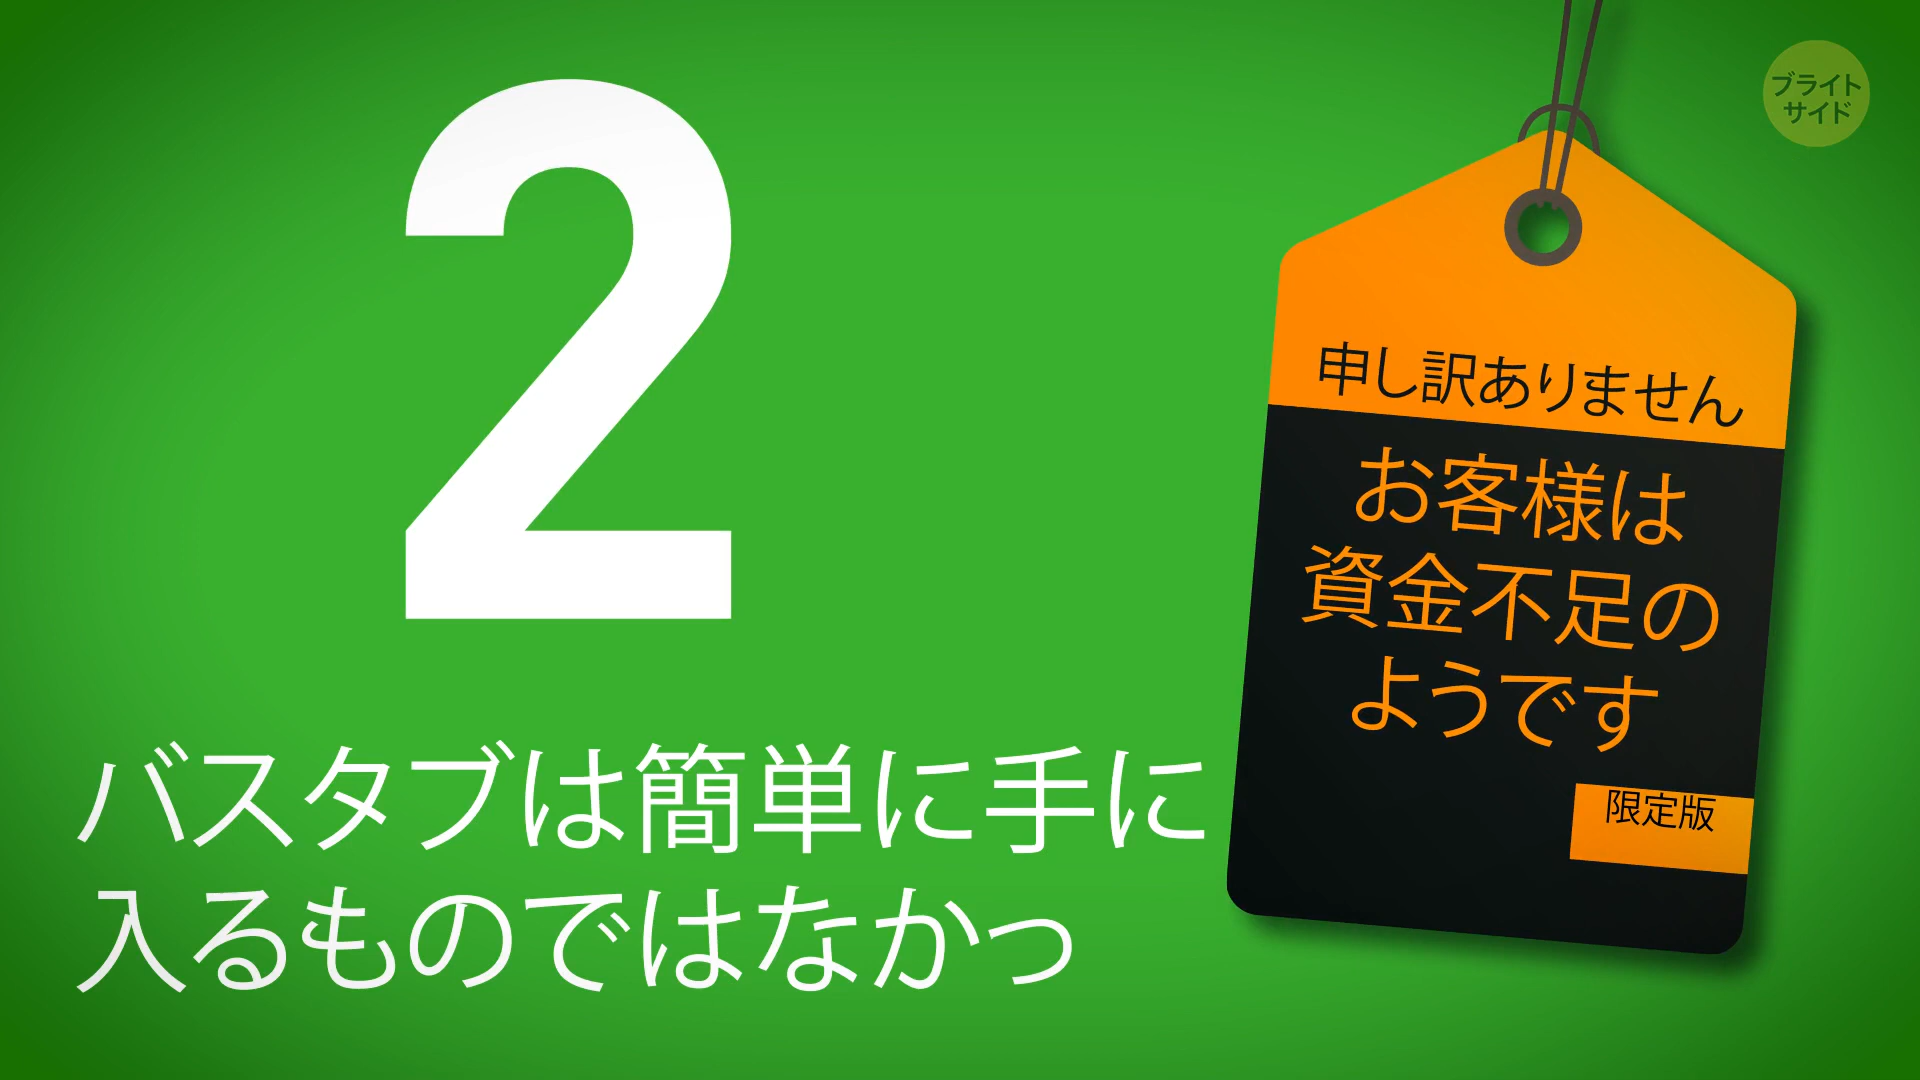 2
バスタブは簡単に手に
入るものではなかっ
申し訳ありません
お客様は
資金不足の
ようです
限定版
ブライト
サイド